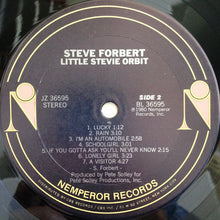 STEVE FORBERT
LITTLE STEVIE ORBIT
JZ 36595
STEREO
SIDE 2
BL 36595
℗ 1980 Nemperor
Records, Inc.
1. LUCKY 1:12
2. RAIN 3:10
3. I'M AN AUTOMOBILE 2:58
4. SCHOOLGIRL 3:01
5. IF YOU GOTTA ASK YOU'LL NEVER KNOW 2:15
6. LONELY GIRL 3:23
7. A VISITOR 4:27
- S. Forbert -
Produced by Pete Solley for Pete
Solley Productions, Inc.
NEMPEROR RECORDS